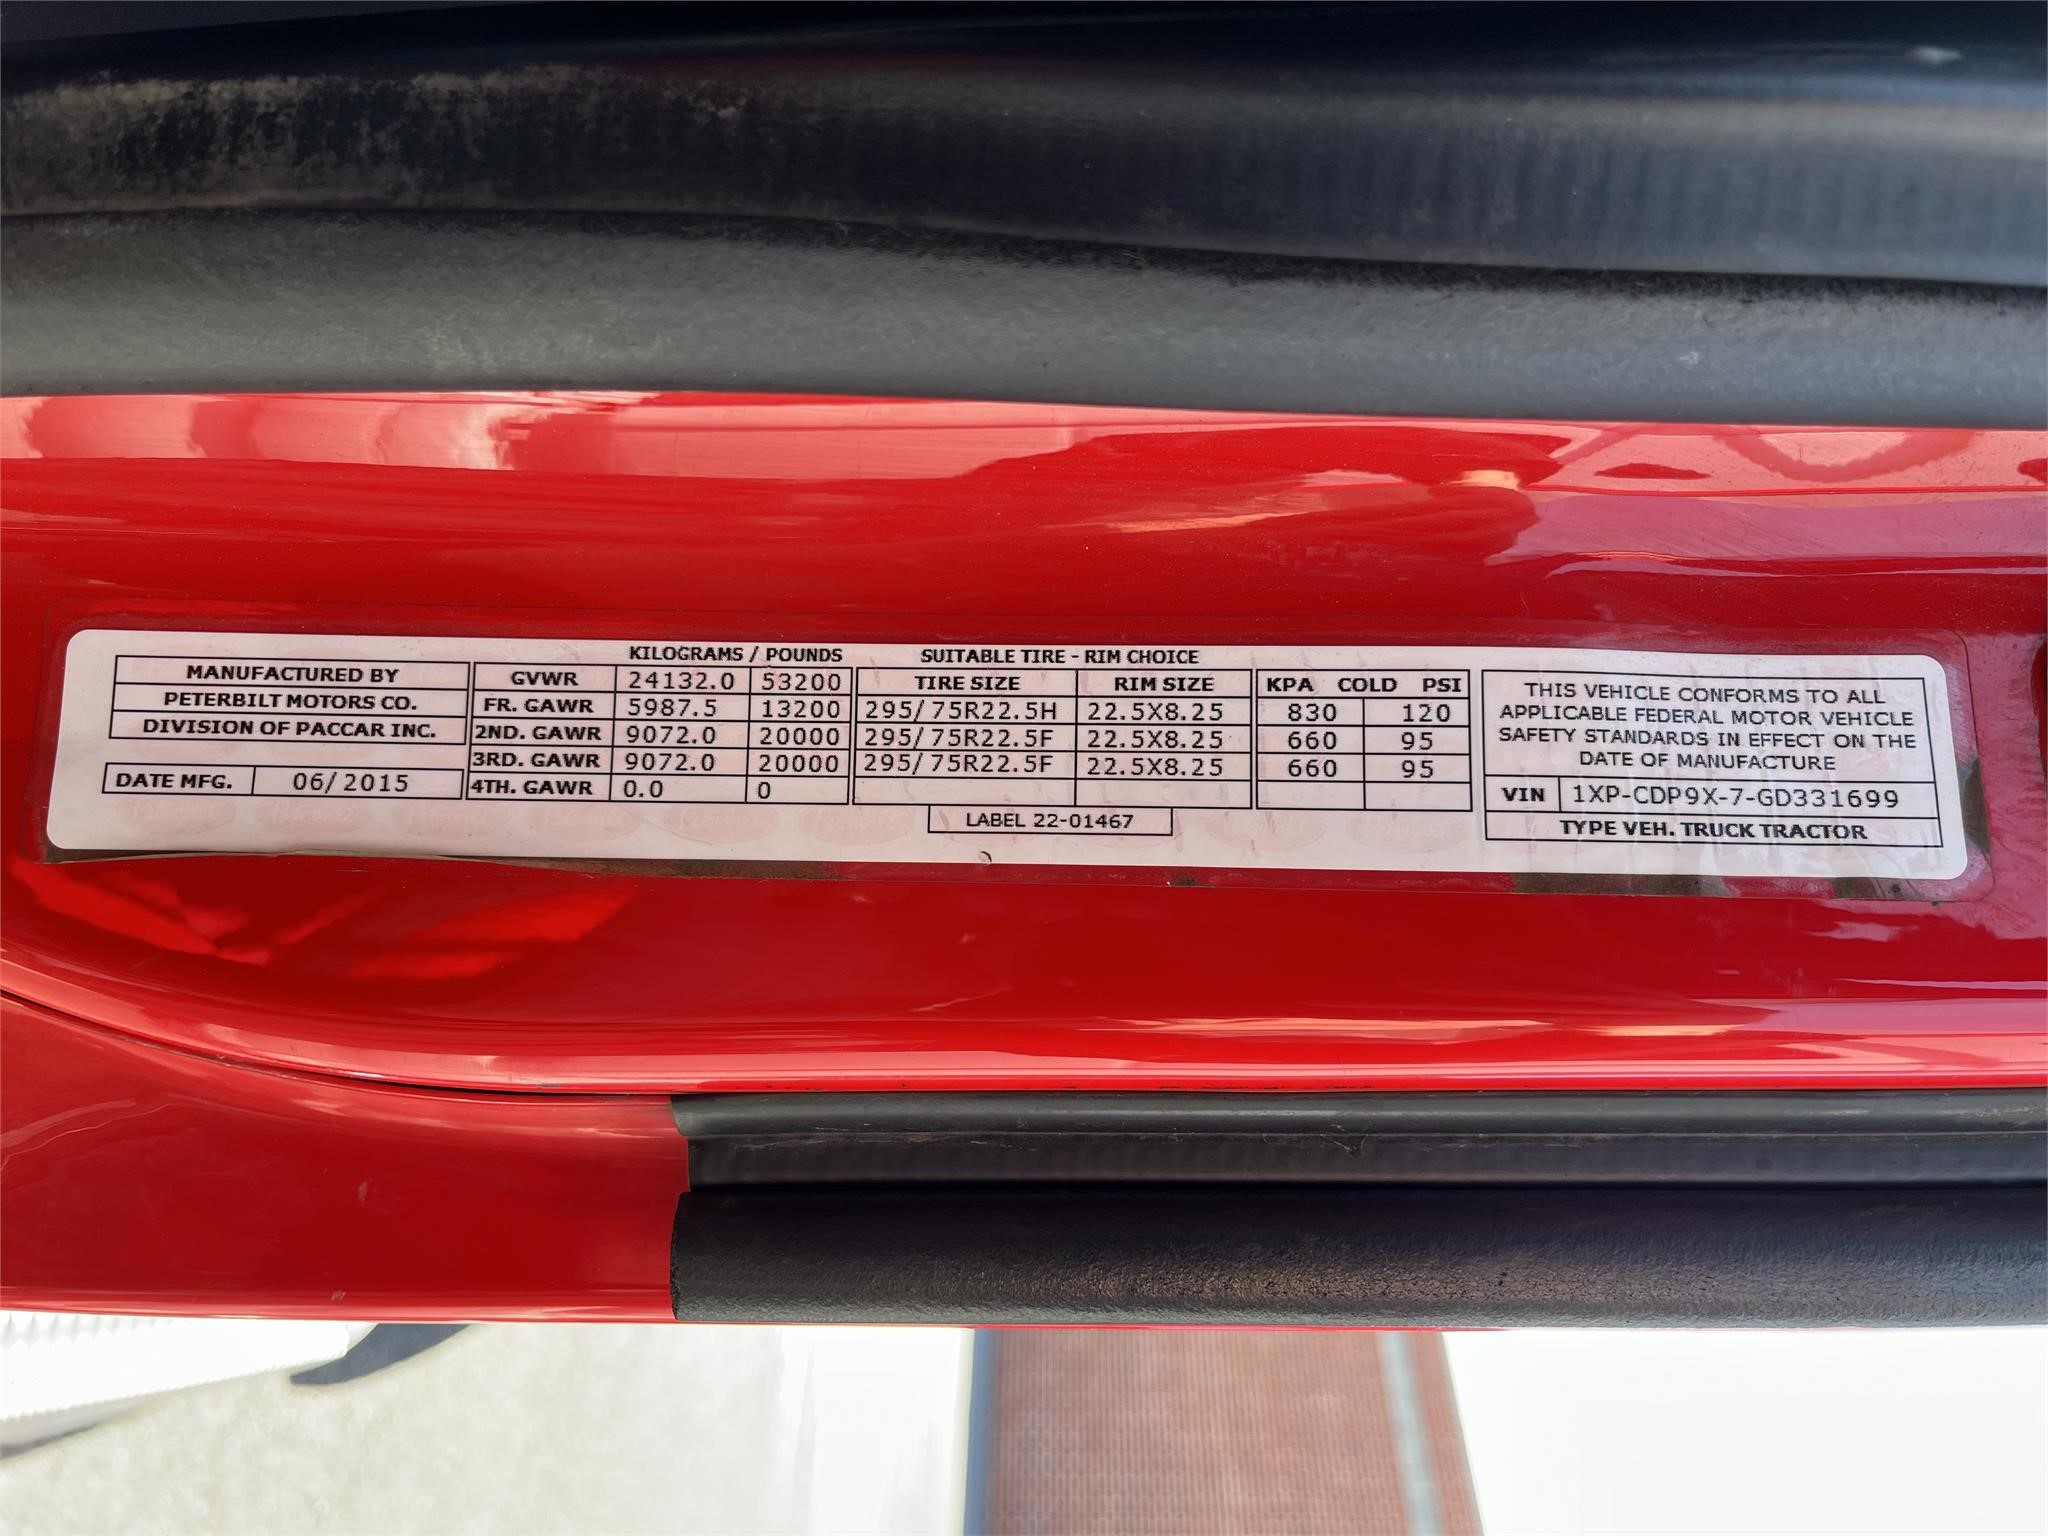 KILOGRAMS / POUNDS SUITABLE TIRE - RIM CHOICE
MANUFACTURED BY
PETERBILT MOTORS CO.
DIVISION OF PACCAR INC.
DATE MFG. 06/2015
GVWR 24132.0 53200
FR. GAWR 5987.5 13200
2ND. GAWR 9072.0 20000
3RD. GAWR 9072.0 20000
4TH. GAWR 0.0 0
TIRE SIZE RIM SIZE
295/75R22.5H 22.5X8.25
295/75R22.5F 22.5X8.25
295/75R22.5F 22.5X8.25
LABEL 22-01467
KPA COLD PSI
830 120
660 95
660 95
THIS VEHICLE CONFORMS TO ALL
APPLICABLE FEDERAL MOTOR VEHICLE
SAFETY STANDARDS IN EFFECT ON THE
DATE OF MANUFACTURE
VIN 1XP-CDP9X-7-GD331699
TYPE VEH. TRUCK TRACTOR